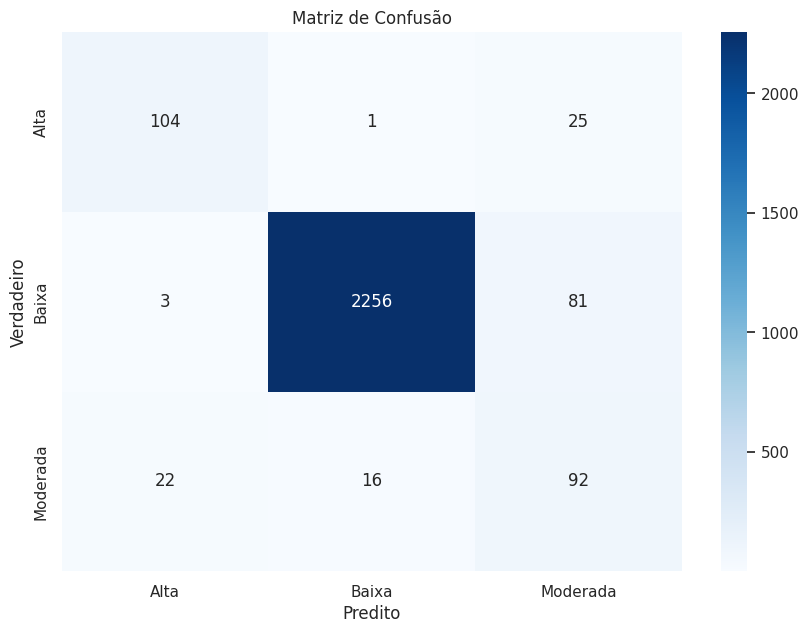 Matriz de Confusão
Verdadeiro
Alta
104
1
25
Baixa
3
2256
81
Moderada
22
16
92
Alta
Baixa
Moderada
Predito
2000
1500
1000
500